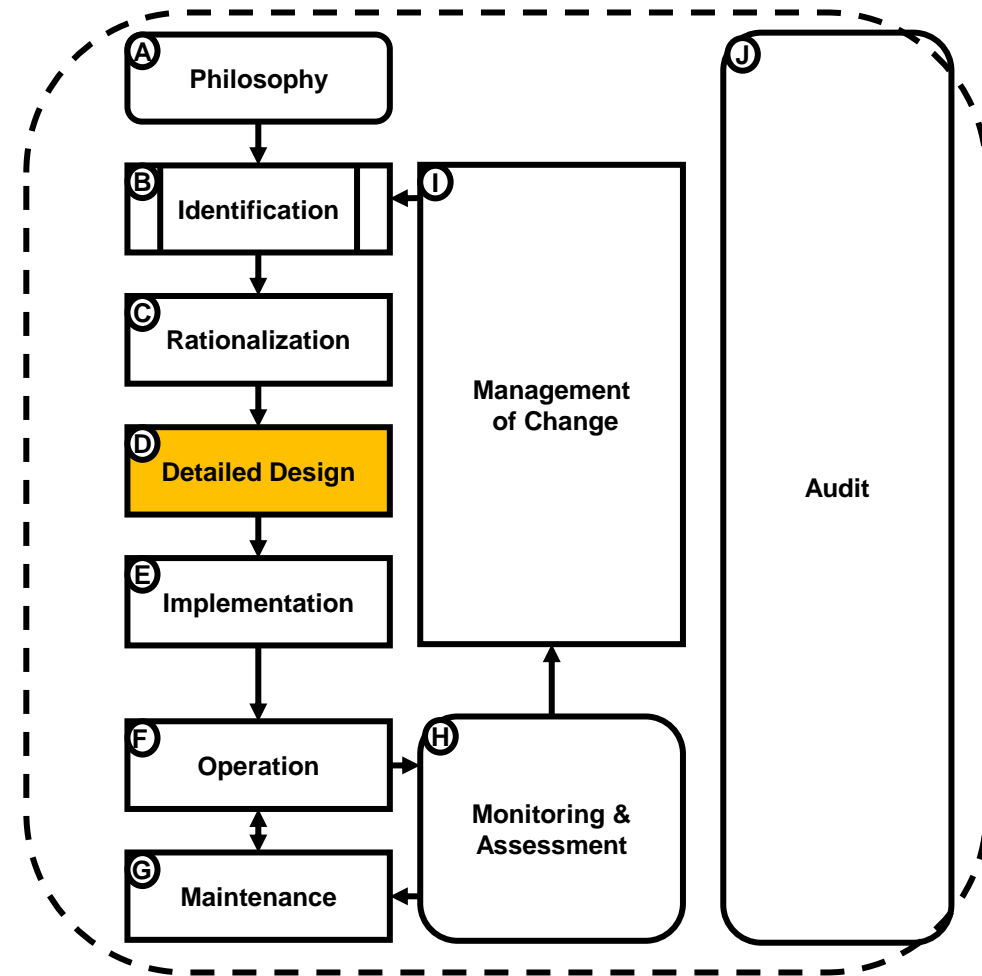 A
Philosophy
B
Identification
C
Rationalization
D
Detailed Design
E
Implementation
F
Operation
G
Maintenance
H
Monitoring &
Assessment
I
Management
of Change
J
Audit